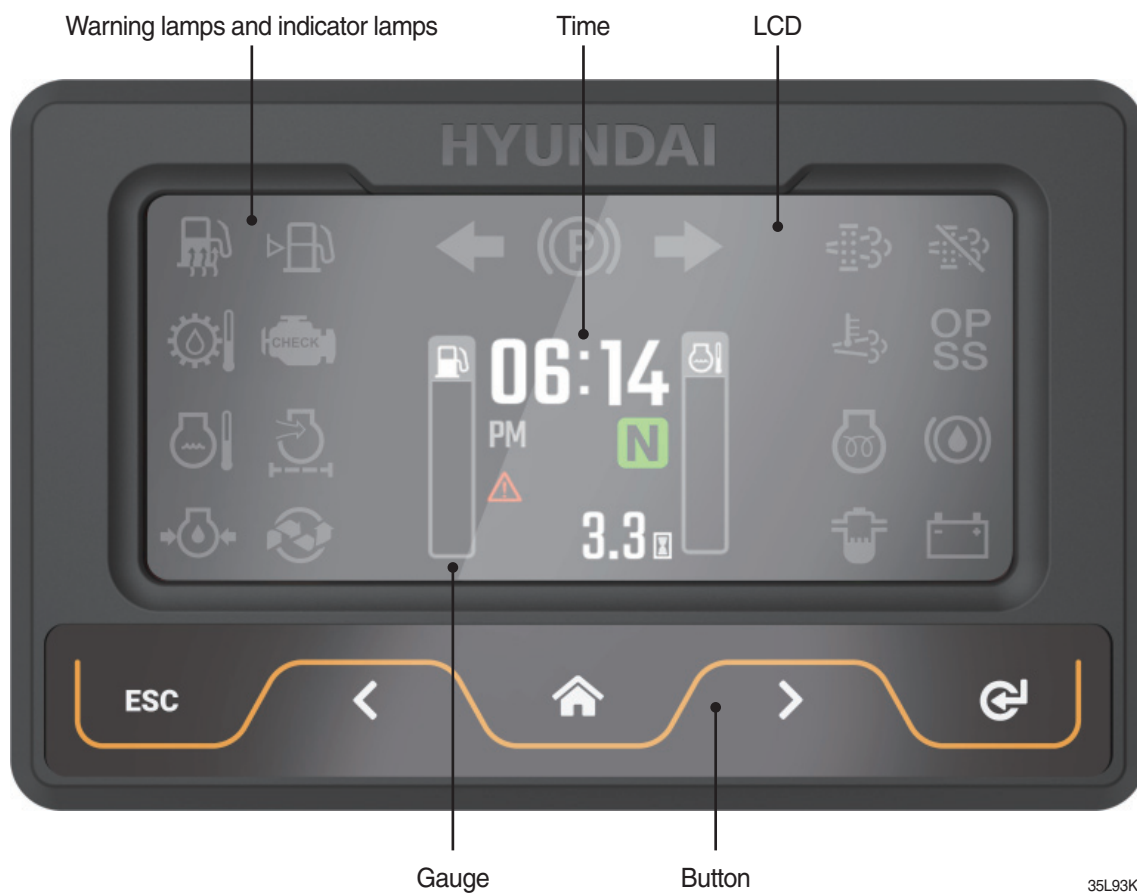 Warning lamps and indicator lamps
Time
LCD
HYUNDAI
P
CHECK
OP
SS
06:14
PM
N
3.3
ESC
Gauge
Button
35L93K